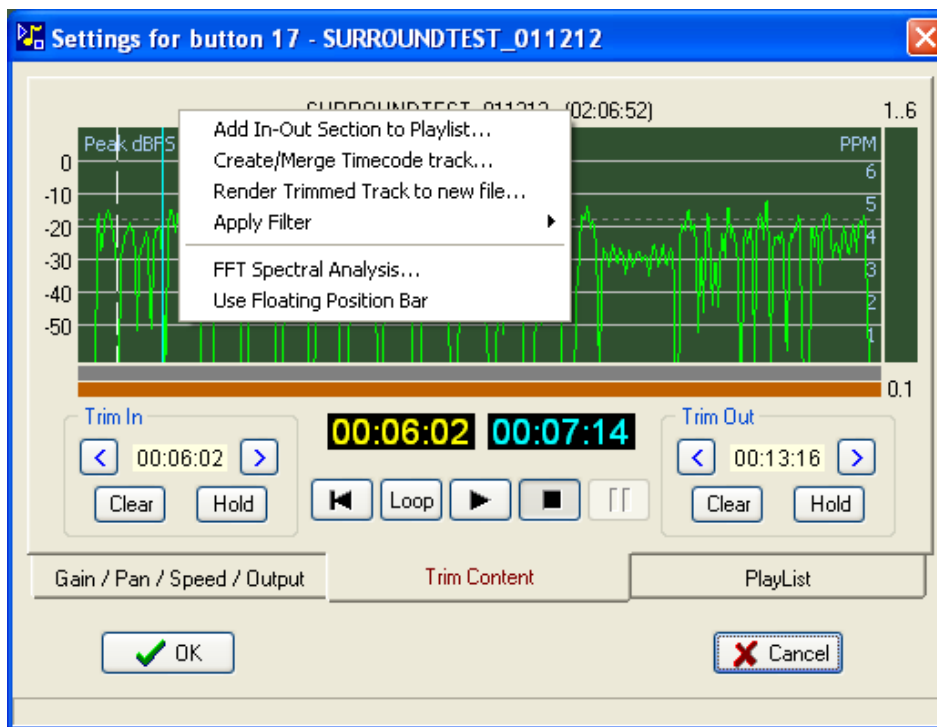 Settings for button 17 - SURROUNDTEST_011212
(02:06:52)
1..6
Add In-Out Section to Playlist...
Create/Merge Timecode track...
Render Trimmed Track to new file...
Apply Filter
FFT Spectral Analysis...
Use Floating Position Bar
Peak dBFS
PPM
0
-10
-20
-30
-40
-50
6
5
4
3
2
1
0.1
Trim In
00:06:02
Clear
Hold
00:06:02
00:07:14
Loop
Trim Out
00:13:16
Clear
Hold
Gain / Pan / Speed / Output
Trim Content
PlayList
OK
Cancel